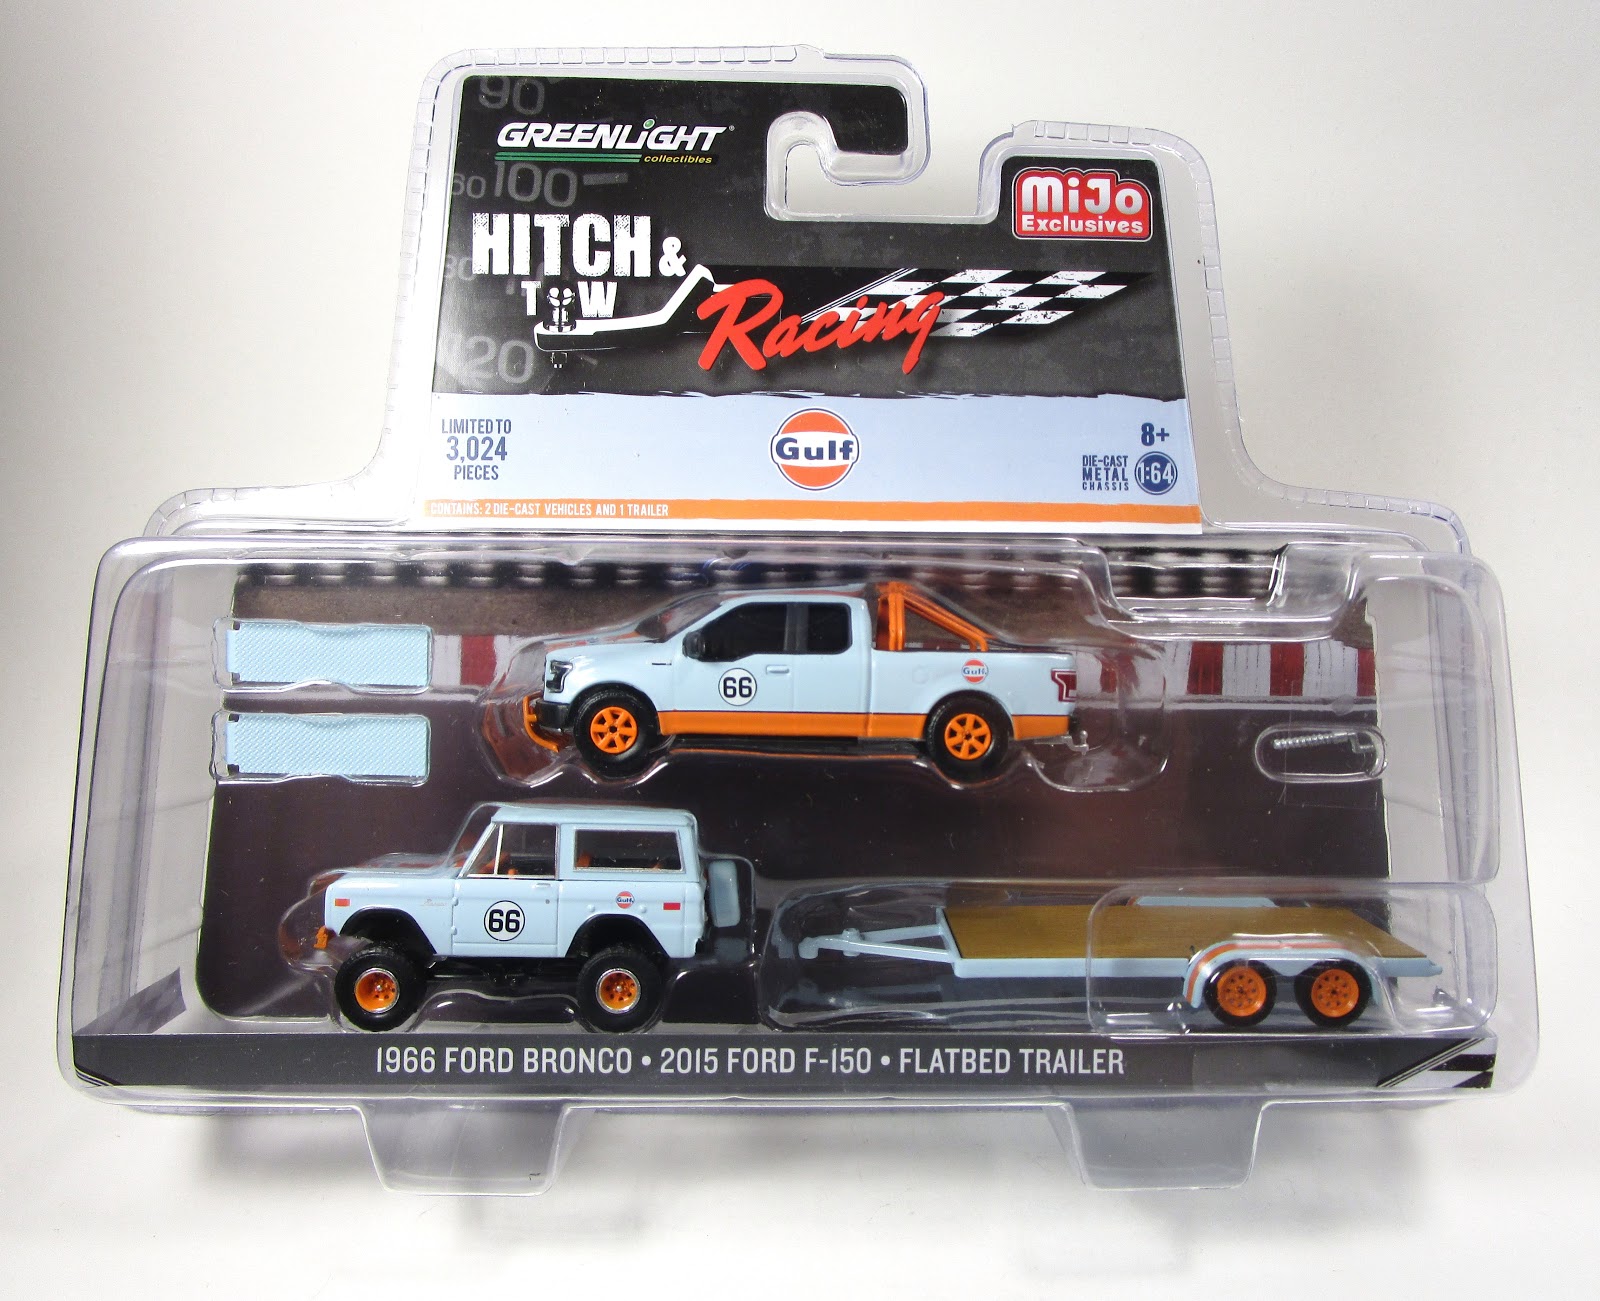 90
GREENLiGHT®
collectibles
100
80
HITCH &
TOW
Racing
120
MiJo
Exclusives
LIMITED TO
3,024
PIECES
Gulf
8+
DIE-CAST
METAL
CHASSIS
1:64
CONTAINS: 2 DIE-CAST VEHICLES AND 1 TRAILER
66
Gulf
66
Gulf
1966 FORD BRONCO • 2015 FORD F-150 • FLATBED TRAILER